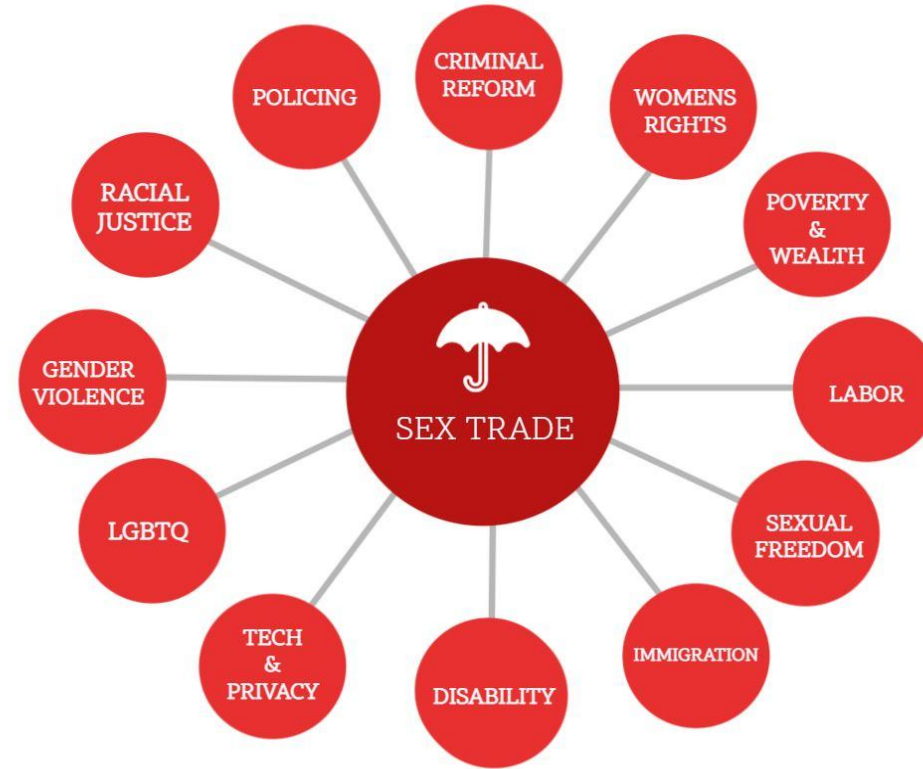 CRIMINAL
REFORM
WOMENS
RIGHTS
POVERTY
&
WEALTH
LABOR
SEXUAL
FREEDOM
IMMIGRATION
DISABILITY
TECH
&
PRIVACY
LGBTQ
GENDER
VIOLENCE
RACIAL
JUSTICE
POLICING
SEX TRADE